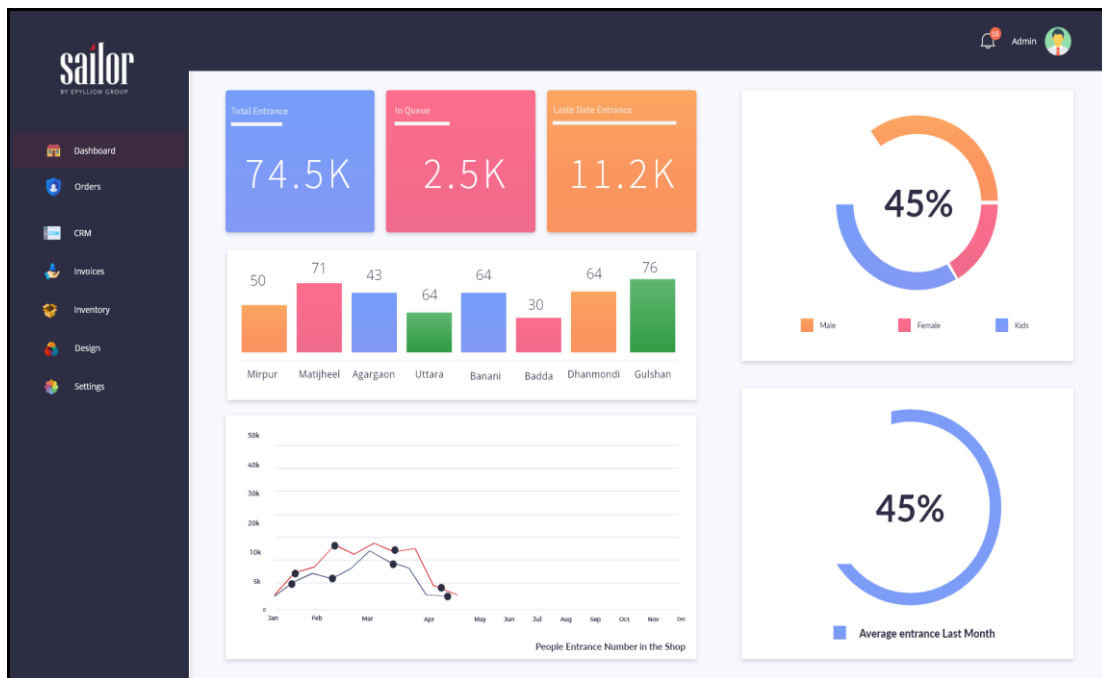 sailor
BY EPYLLION GROUP
15
Admin
Dashboard
Orders
CRM
Invoices
Inventory
Design
Settings
Total Entrance
74.5K
In Queue
2.5K
Laste Date Entrance
11.2K
50 71 43 64 64 30 64 76
Mirpur Matijheel Agargaon Uttara Banani Badda Dhanmondi Gulshan
50k
40k
30k
20k
10k
5k
0
Jan Feb Mar Apr May Jun Jul Aug Sep Oct Nov Dec
People Entrance Number in the Shop
45%
Male Female Kids
45%
Average entrance Last Month